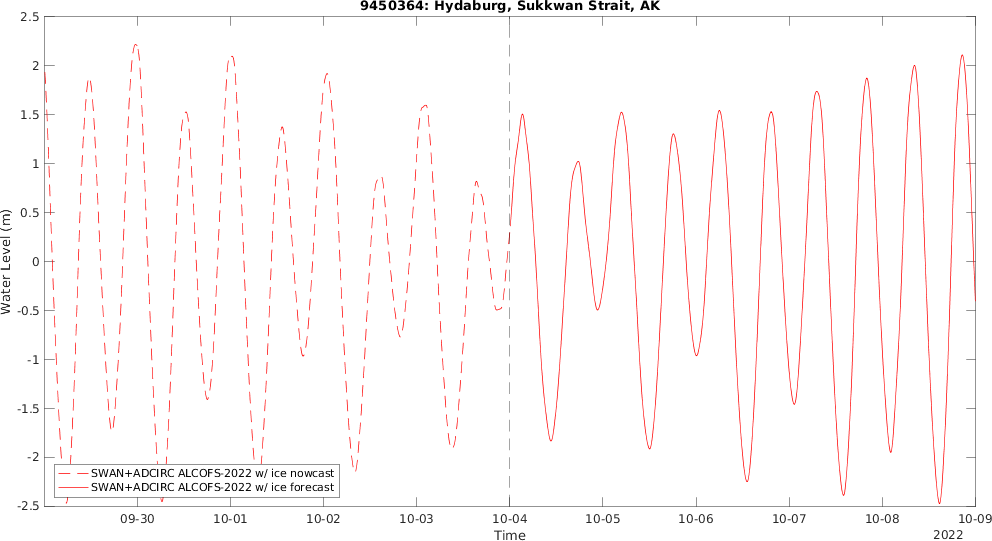 9450364: Hydaburg, Sukkwan Strait, AK
2.5
2
1.5
1
0.5
0
-0.5
-1
-1.5
-2
-2.5
Water Level (m)
SWAN+ADCIRC ALCOFS-2022 w/ ice nowcast
SWAN+ADCIRC ALCOFS-2022 w/ ice forecast
09-30 10-01 10-02 10-03 10-04 10-05 10-06 10-07 10-08 10-09
Time
2022